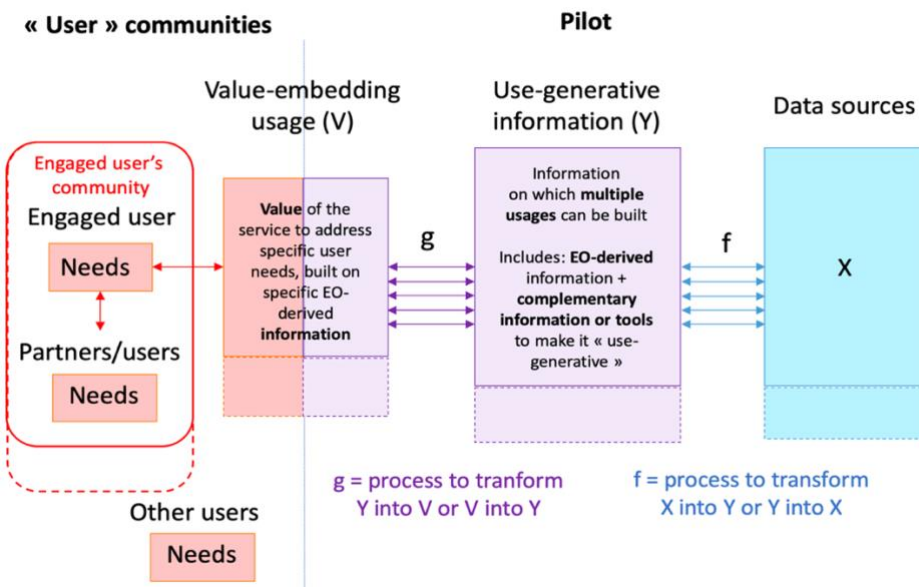 « User » communities
Pilot
Value-embedding
usage (V)
Use-generative
information (Y)
Data sources
Engaged user's
community
Engaged user
Needs
Partners/users
Needs
Value of the
service to address
specific user
needs, built on
specific EO-
derived
information
g
Information
on which multiple
usages can be built
Includes: EO-derived
information +
complementary
information or tools
to make it « use-
generative »
f
X
g = process to tranform
Y into V or V into Y
f = process to transform
X into Y or Y into X
Other users
Needs